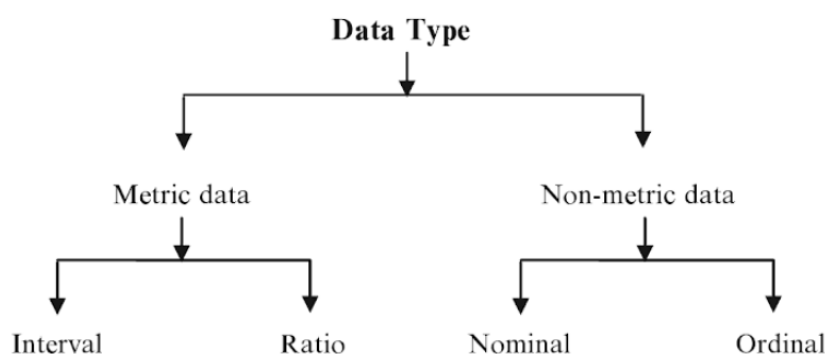 Data Type
Metric data
Non-metric data
Interval
Ratio
Nominal
Ordinal